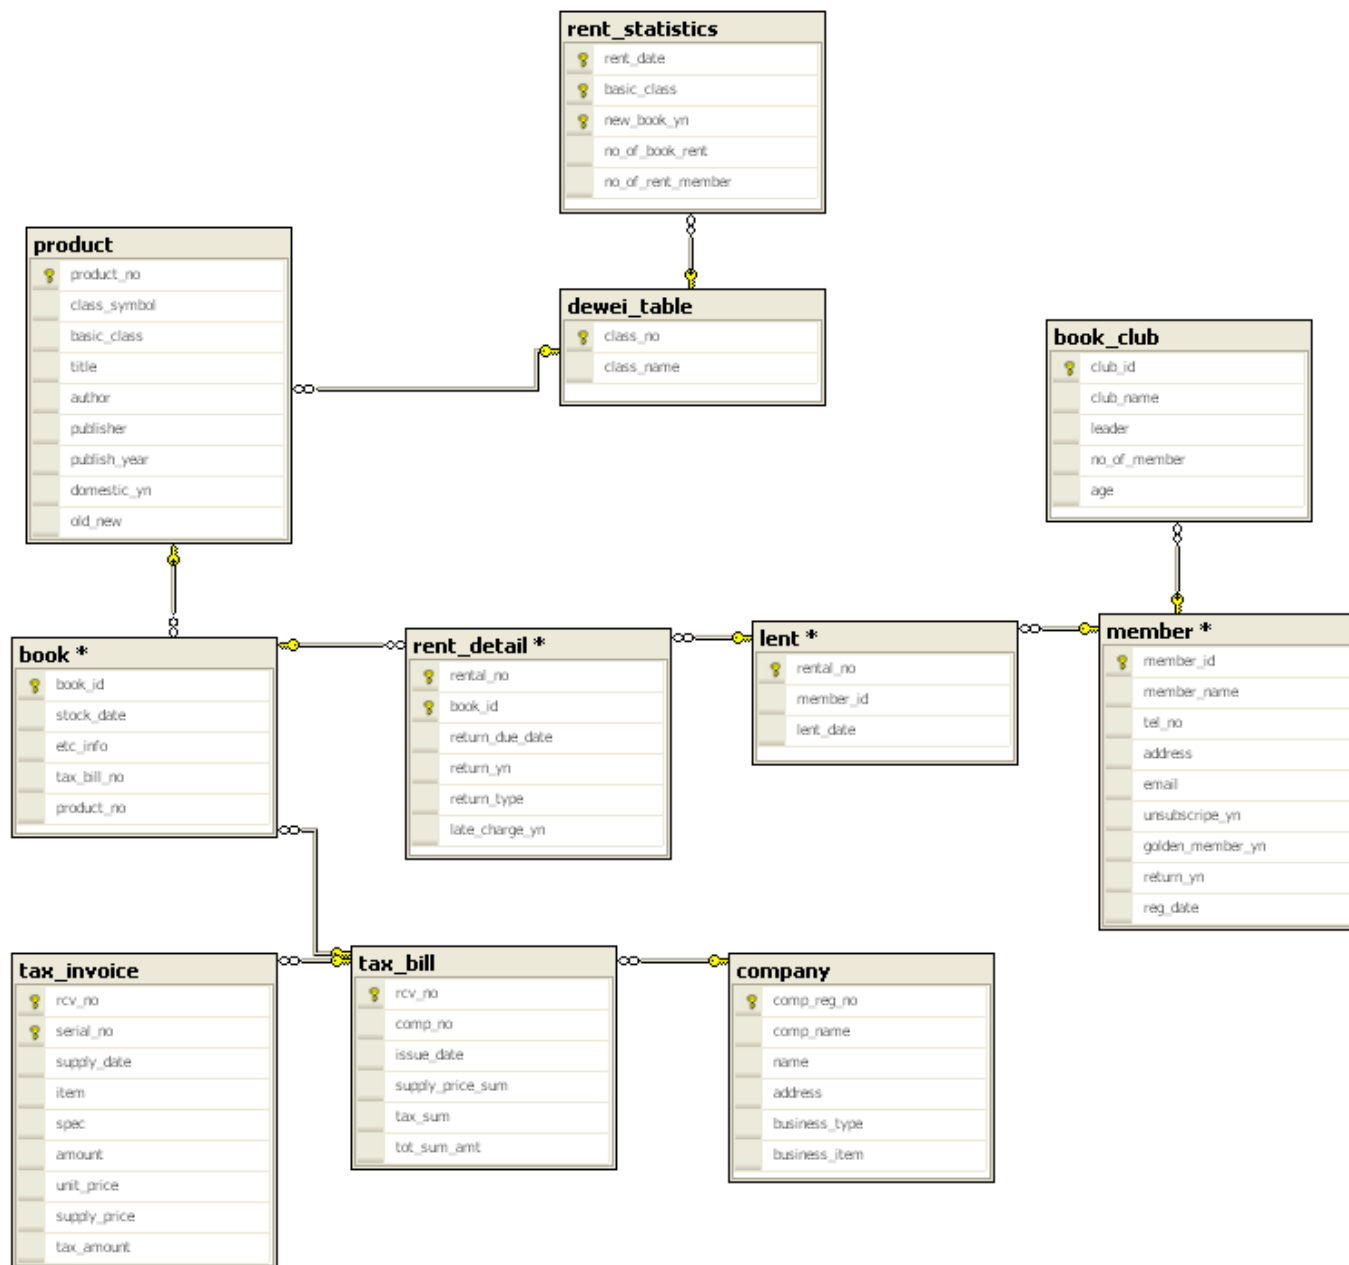 rent_statistics
rent_date
basic_class
new_book_yn
no_of_book_rent
no_of_rent_member
product
product_no
class_symbol
basic_class
title
author
publisher
publish_year
domestic_yn
old_new
dewei_table
class_no
class_name
book_club
club_id
club_name
leader
no_of_member
age
book *
book_id
stock_date
etc_info
tax_bill_no
product_no
rent_detail *
rental_no
book_id
return_due_date
return_yn
return_type
late_charge_yn
lent *
rental_no
member_id
lent_date
member *
member_id
member_name
tel_no
address
email
unsubscripe_yn
golden_member_yn
return_yn
reg_date
tax_invoice
rcv_no
serial_no
supply_date
item
spec
amount
unit_price
supply_price
tax_amount
tax_bill
rcv_no
comp_no
issue_date
supply_price_sum
tax_sum
tot_sum_amt
company
comp_reg_no
comp_name
name
address
business_type
business_item